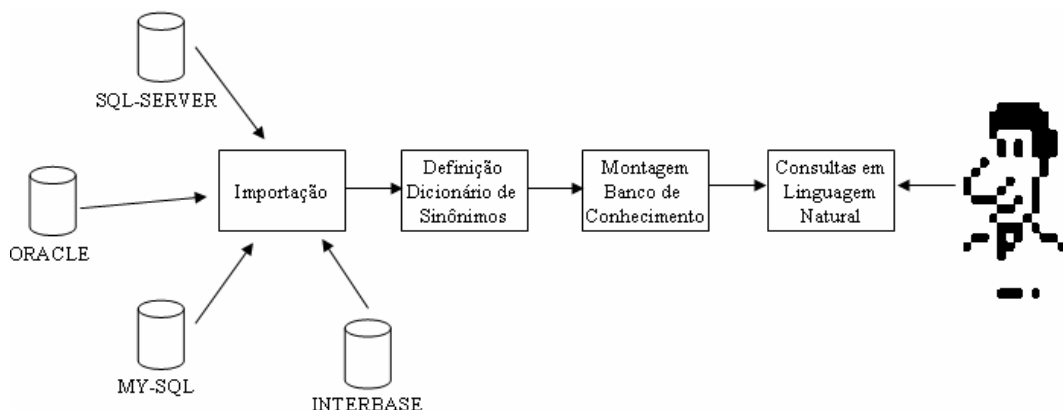 SQL-SERVER
ORACLE
MY-SQL
INTERBASE
Importação
Definição
Dicionário de
Sinônimos
Montagem
Banco de
Conhecimento
Consultas em
Linguagem
Natural